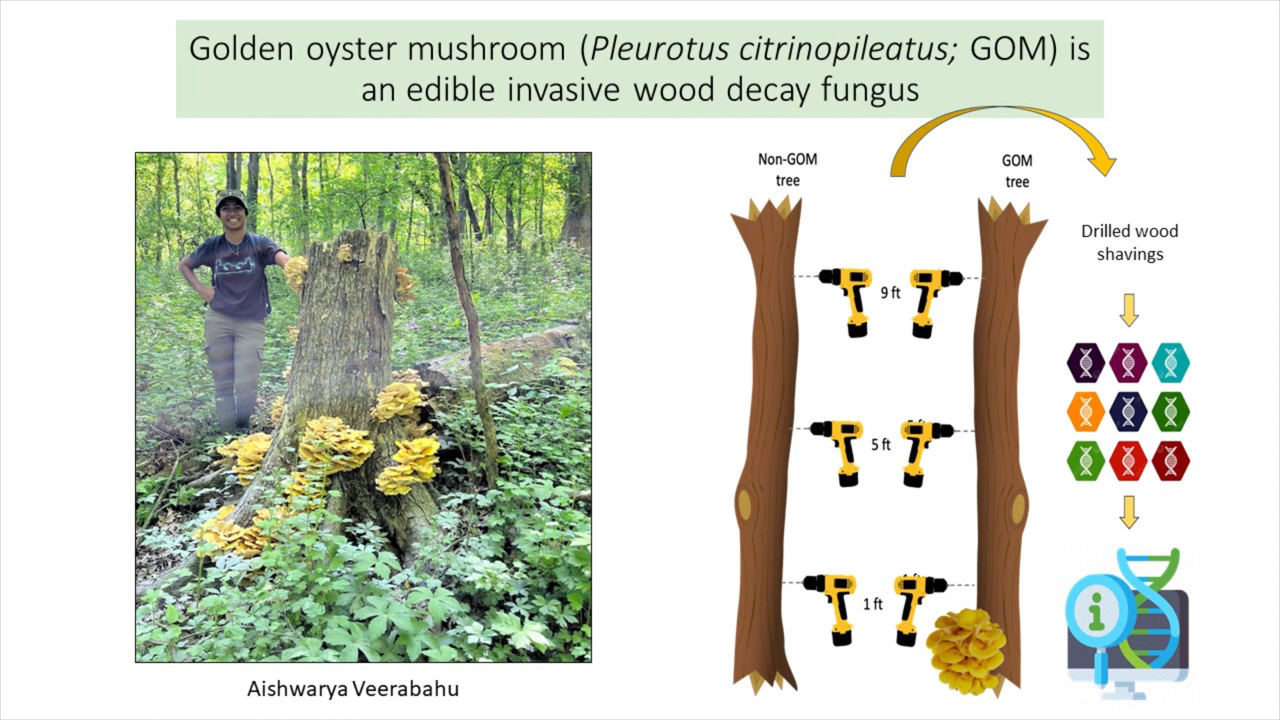 Golden oyster mushroom (Pleurotus citrinopileatus; GOM) is
an edible invasive wood decay fungus
Aishwarya Veerabahu
Non-GOM
tree
GOM
tree
9 ft
5 ft
1 ft
Drilled wood
shavings
i